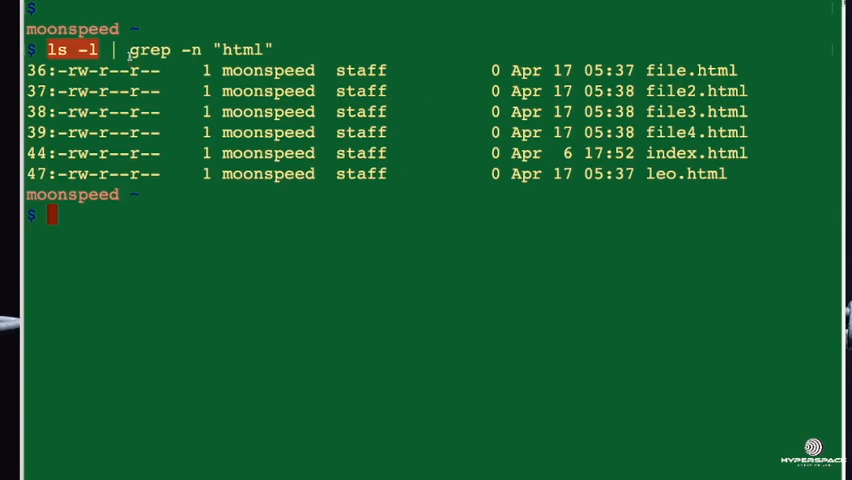 $
moonspeed ~
$ ls -l | grep -n "html"
36:-rw-r--r-- 1 moonspeed staff 0 Apr 17 05:37 file.html
37:-rw-r--r-- 1 moonspeed staff 0 Apr 17 05:38 file2.html
38:-rw-r--r-- 1 moonspeed staff 0 Apr 17 05:38 file3.html
39:-rw-r--r-- 1 moonspeed staff 0 Apr 17 05:38 file4.html
44:-rw-r--r-- 1 moonspeed staff 0 Apr 6 17:52 index.html
47:-rw-r--r-- 1 moonspeed staff 0 Apr 17 05:37 leo.html
moonspeed ~
$
HYPERSPACE